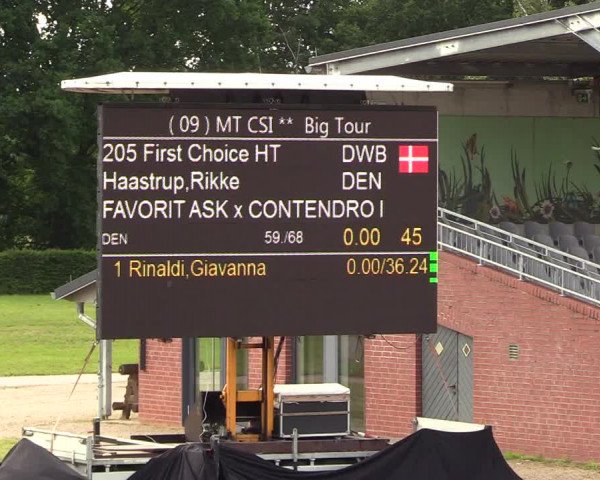 ( 09 ) MT CSI ** Big Tour
205 First Choice HT DWB
Haastrup,Rikke DEN
FAVORIT ASK x CONTENDRO I
DEN 59./68 0.00 45
1 Rinaldi,Giavanna 0.00/36.24